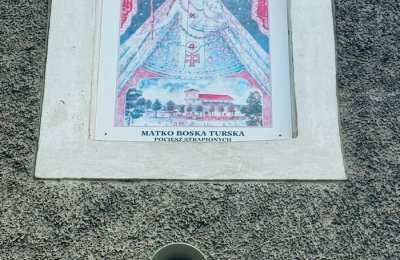 MATKO BOSKA TURSKA
POCIESZ STRAPIONYCH